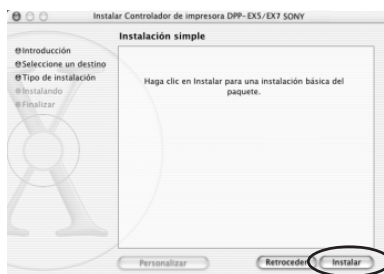 Instalar Controlador de impresora DPP-EX5/EX7 SONY
Instalación simple
Introducción
Seleccione un destino
Tipo de instalación
Instalando
Finalizar
Haga clic en Instalar para una instalación básica del
paquete.
Personalizar
Retroceder
Instalar